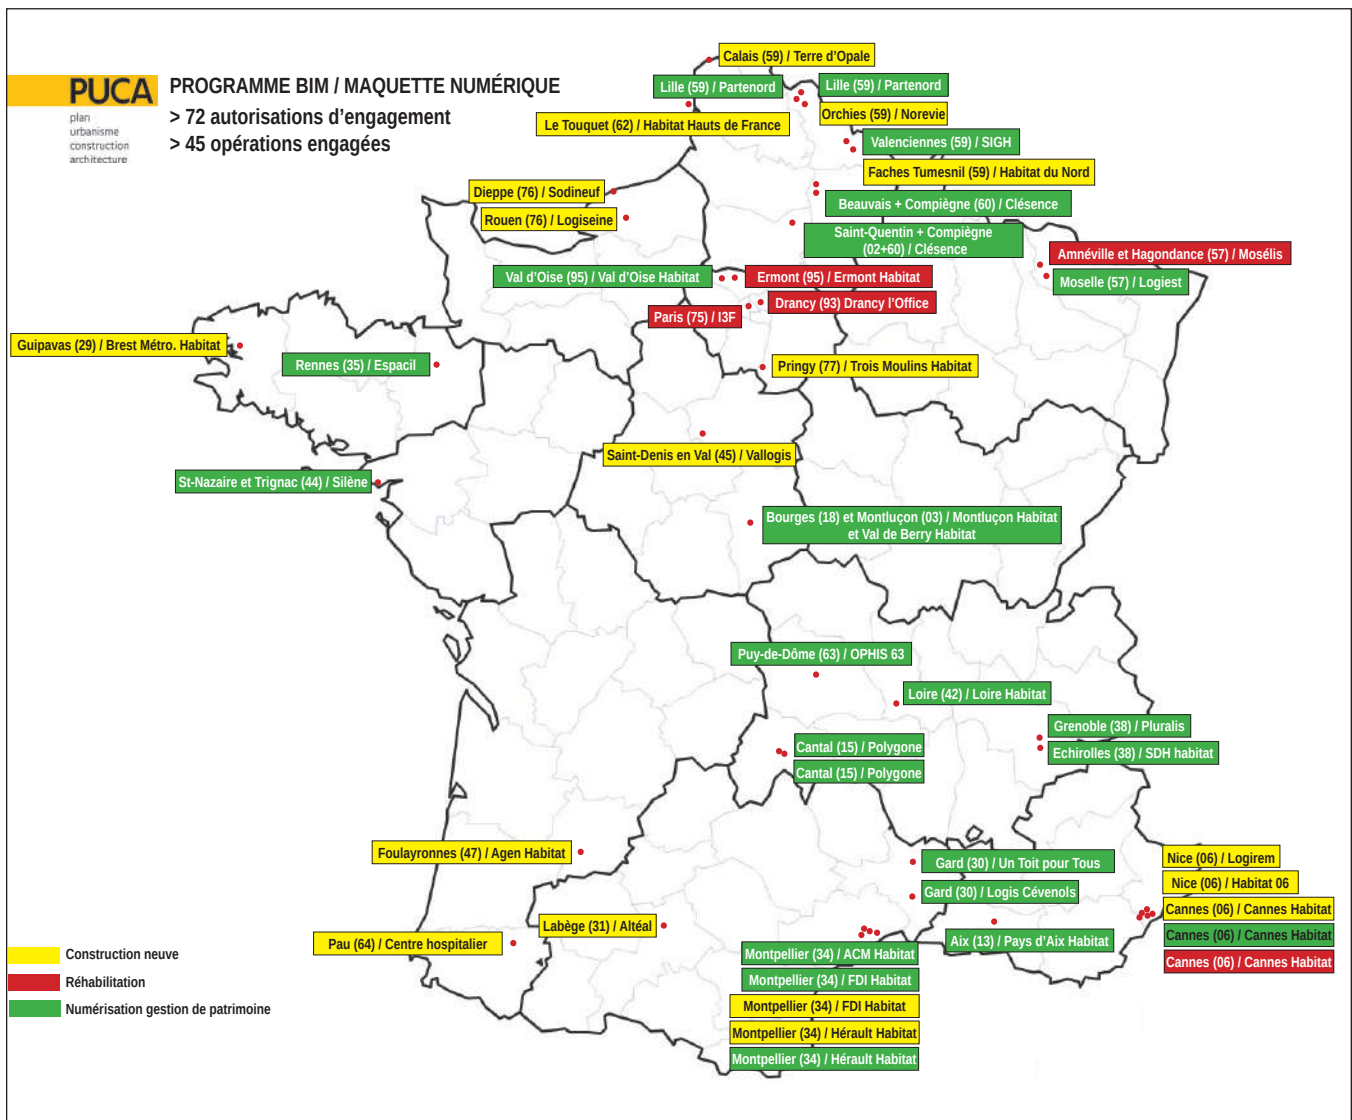 PUCA
plan
urbanisme
construction
architecture
PROGRAMME BIM / MAQUETTE NUMÉRIQUE
> 72 autorisations d’engagement
> 45 opérations engagées
Calais (59) / Terre d’Opale
Lille (59) / Partenord
Lille (59) / Partenord
Orchies (59) / Norevie
Le Touquet (62) / Habitat Hauts de France
Valenciennes (59) / SIGH
Faches Tumesnil (59) / Habitat du Nord
Dieppe (76) / Sodineuf
Beauvais + Compiègne (60) / Clésence
Rouen (76) / Logiseine
Saint-Quentin + Compiègne
(02+60) / Clésence
Amnéville et Hagondance (57) / Mosélis
Val d’Oise (95) / Val d’Oise Habitat
Ermont (95) / Ermont Habitat
Moselle (57) / Logiest
Drancy (93) Drancy l’Office
Paris (75) / I3F
Guipavas (29) / Brest Métro. Habitat
Rennes (35) / Espacil
Pringy (77) / Trois Moulins Habitat
Saint-Denis en Val (45) / Vallogis
St-Nazaire et Trignac (44) / Silène
Bourges (18) et Montluçon (03) / Montluçon Habitat
et Val de Berry Habitat
Puy-de-Dôme (63) / OPHIS 63
Loire (42) / Loire Habitat
Grenoble (38) / Pluralis
Cantal (15) / Polygone
Echirolles (38) / SDH habitat
Cantal (15) / Polygone
Foulayronnes (47) / Agen Habitat
Gard (30) / Un Toit pour Tous
Nice (06) / Logirem
Nice (06) / Habitat 06
Gard (30) / Logis Cévenols
Cannes (06) / Cannes Habitat
Labège (31) / Altéal
Cannes (06) / Cannes Habitat
Pau (64) / Centre hospitalier
Aix (13) / Pays d’Aix Habitat
Cannes (06) / Cannes Habitat
Montpellier (34) / ACM Habitat
Montpellier (34) / FDI Habitat
Montpellier (34) / FDI Habitat
Montpellier (34) / Hérault Habitat
Montpellier (34) / Hérault Habitat
Construction neuve
Réhabilitation
Numérisation gestion de patrimoine